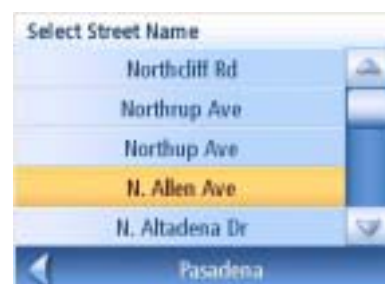 Select Street Name
Northcliff Rd
Northrup Ave
Northup Ave
N. Allen Ave
N. Altadena Dr
Pasadena